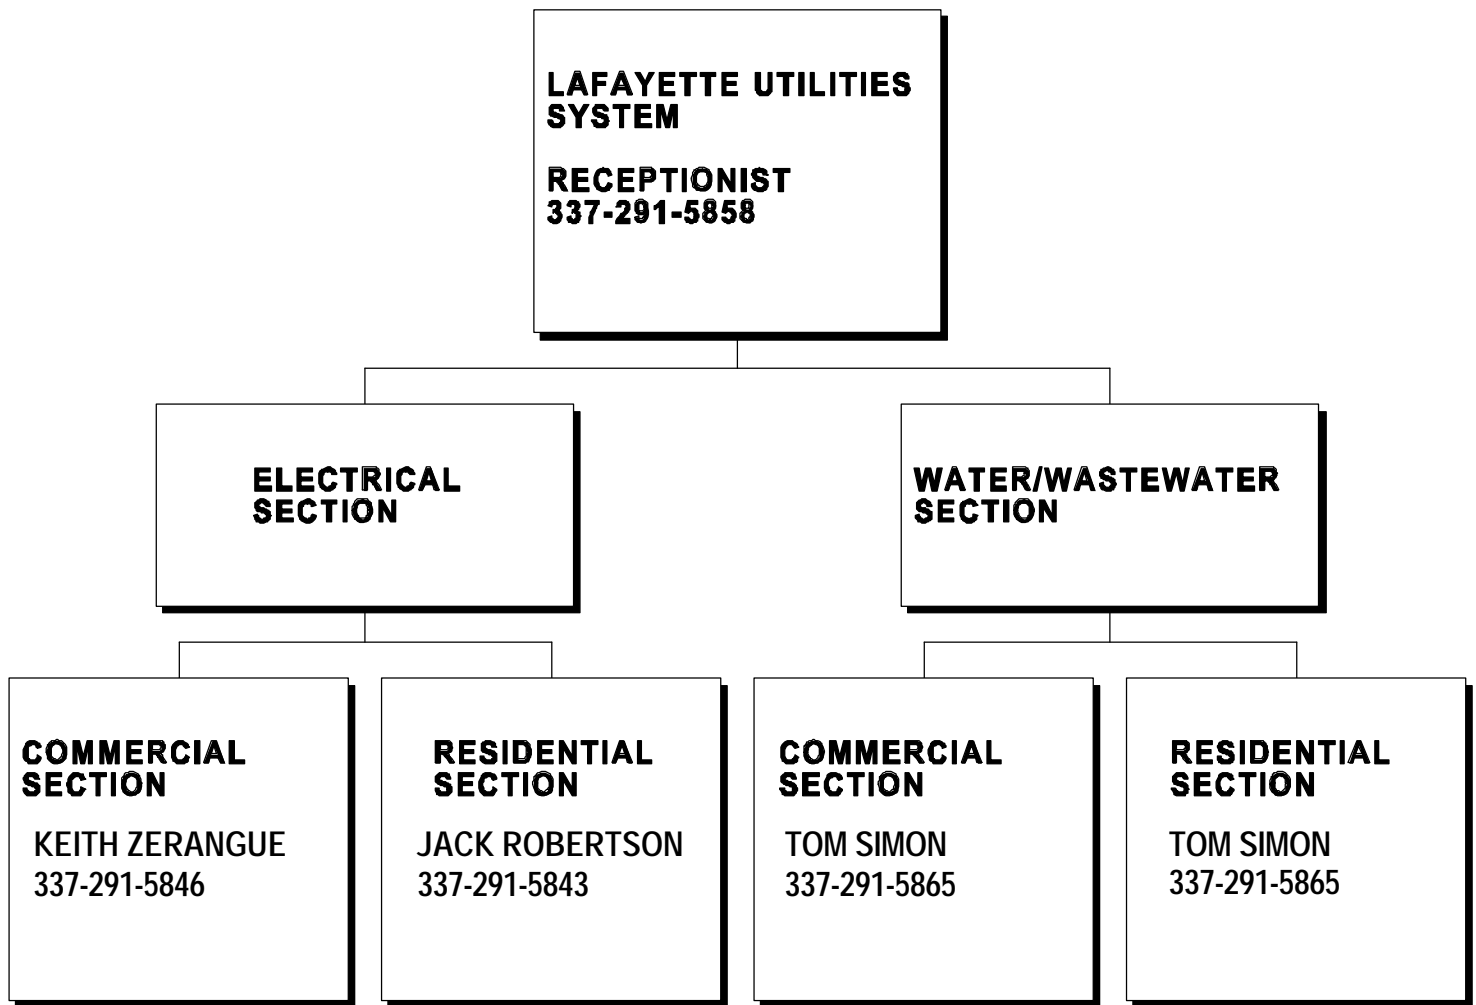 LAFAYETTE UTILITIES
SYSTEM
RECEPTIONIST
337-291-5858
ELECTRICAL
SECTION
WATER/WASTEWATER
SECTION
COMMERCIAL
SECTION
KEITH ZERANGUE
337-291-5846
RESIDENTIAL
SECTION
JACK ROBERTSON
337-291-5843
COMMERCIAL
SECTION
TOM SIMON
337-291-5865
RESIDENTIAL
SECTION
TOM SIMON
337-291-5865